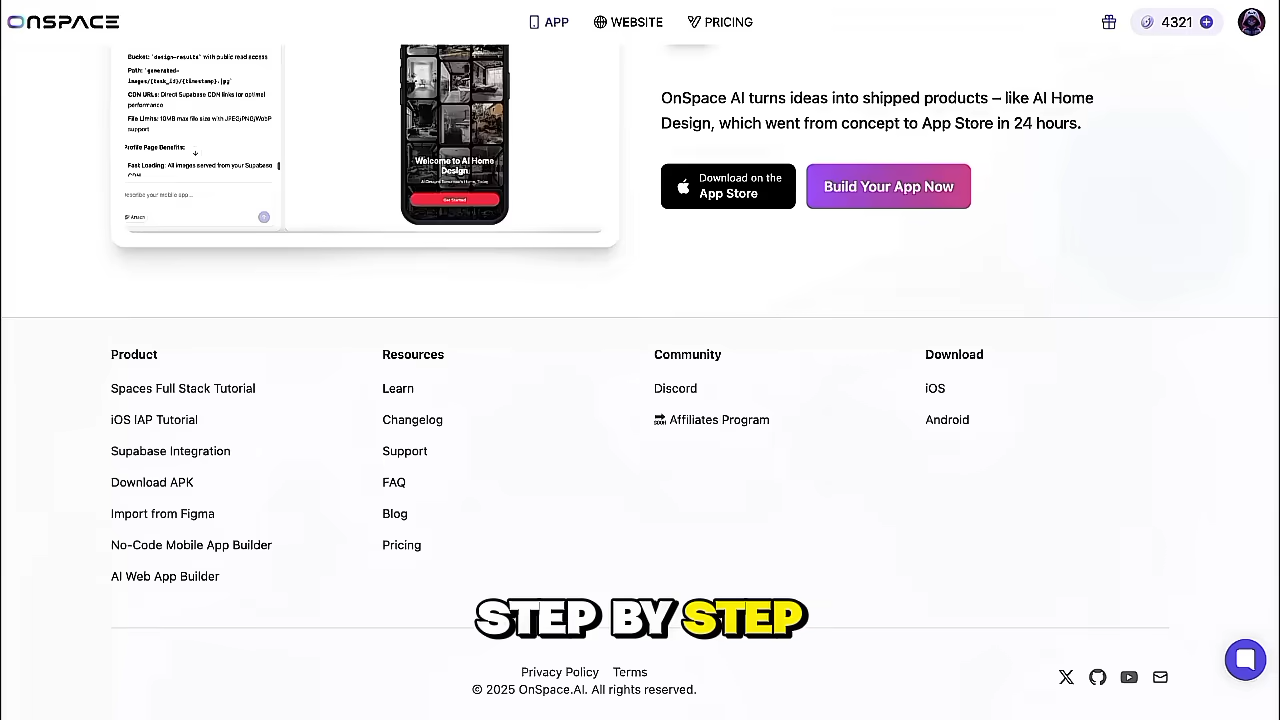 ONSPACE
APP
WEBSITE
PRICING
4321
Bucket: `design-results` with public read access
Path: `generated-
images/{task_id}/{timestamp}.jpg`
CDN URLs: Direct Supabase CDN links for optimal
performance
File Limits: 10MB max file size with JPEG/PNG/WebP
support
Profile Page Benefits:
Fast Loading: All images served from your Supabase
CDN
Attach
Welcome to AI Home
Design
Get Started
OnSpace AI turns ideas into shipped products – like AI Home
Design, which went from concept to App Store in 24 hours.
Download on the
App Store
Build Your App Now
Product
Spaces Full Stack Tutorial
iOS IAP Tutorial
Supabase Integration
Download APK
Import from Figma
No-Code Mobile App Builder
AI Web App Builder
Resources
Learn
Changelog
Support
FAQ
Blog
Pricing
Community
Discord
SOON Affiliates Program
Download
iOS
Android
STEP BY STEP
Privacy Policy Terms
© 2025 OnSpace.AI. All rights reserved.